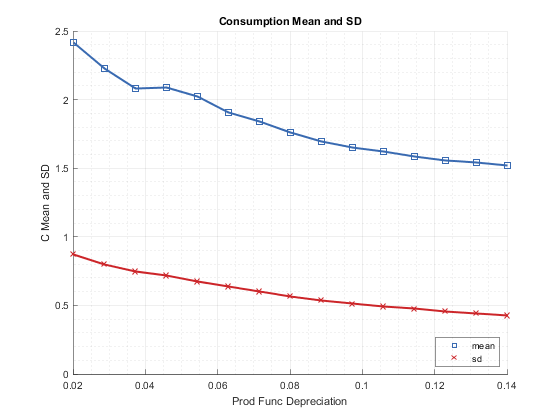 Consumption Mean and SD
2.5
2
1.5
1
0.5
0
C Mean and SD
0.02
0.04
0.06
0.08
0.1
0.12
0.14
Prod Func Depreciation
mean
sd